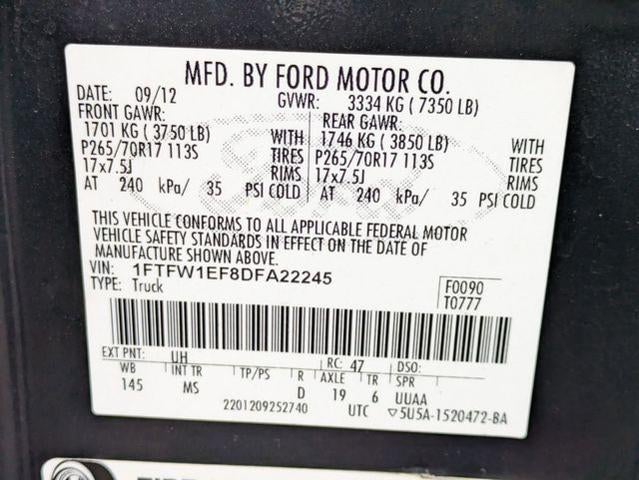 MFD. BY FORD MOTOR CO.
DATE: 09/12 GVWR: 3334 KG ( 7350 LB)
FRONT GAWR: REAR GAWR:
1701 KG ( 3750 LB) WITH 1746 KG ( 3850 LB) WITH
P265/70R17 113S TIRES P265/70R17 113S TIRES
17x7.5J RIMS 17x7.5J RIMS
AT 240 kPa/ 35 PSI COLD AT 240 kPa/ 35 PSI COLD
THIS VEHICLE CONFORMS TO ALL APPLICABLE FEDERAL MOTOR
VEHICLE SAFETY STANDARDS IN EFFECT ON THE DATE OF
MANUFACTURE SHOWN ABOVE.
VIN: 1FTFW1EF8DFA22245 F0090
TYPE: Truck T0777
EXT PNT: UH RC: 47 DSO:
WB INT TR TP/PS R AXLE TR SPR
145 MS D 19 6 UUAA
2201209252740 UTC ▽5U5A-1520472-BA